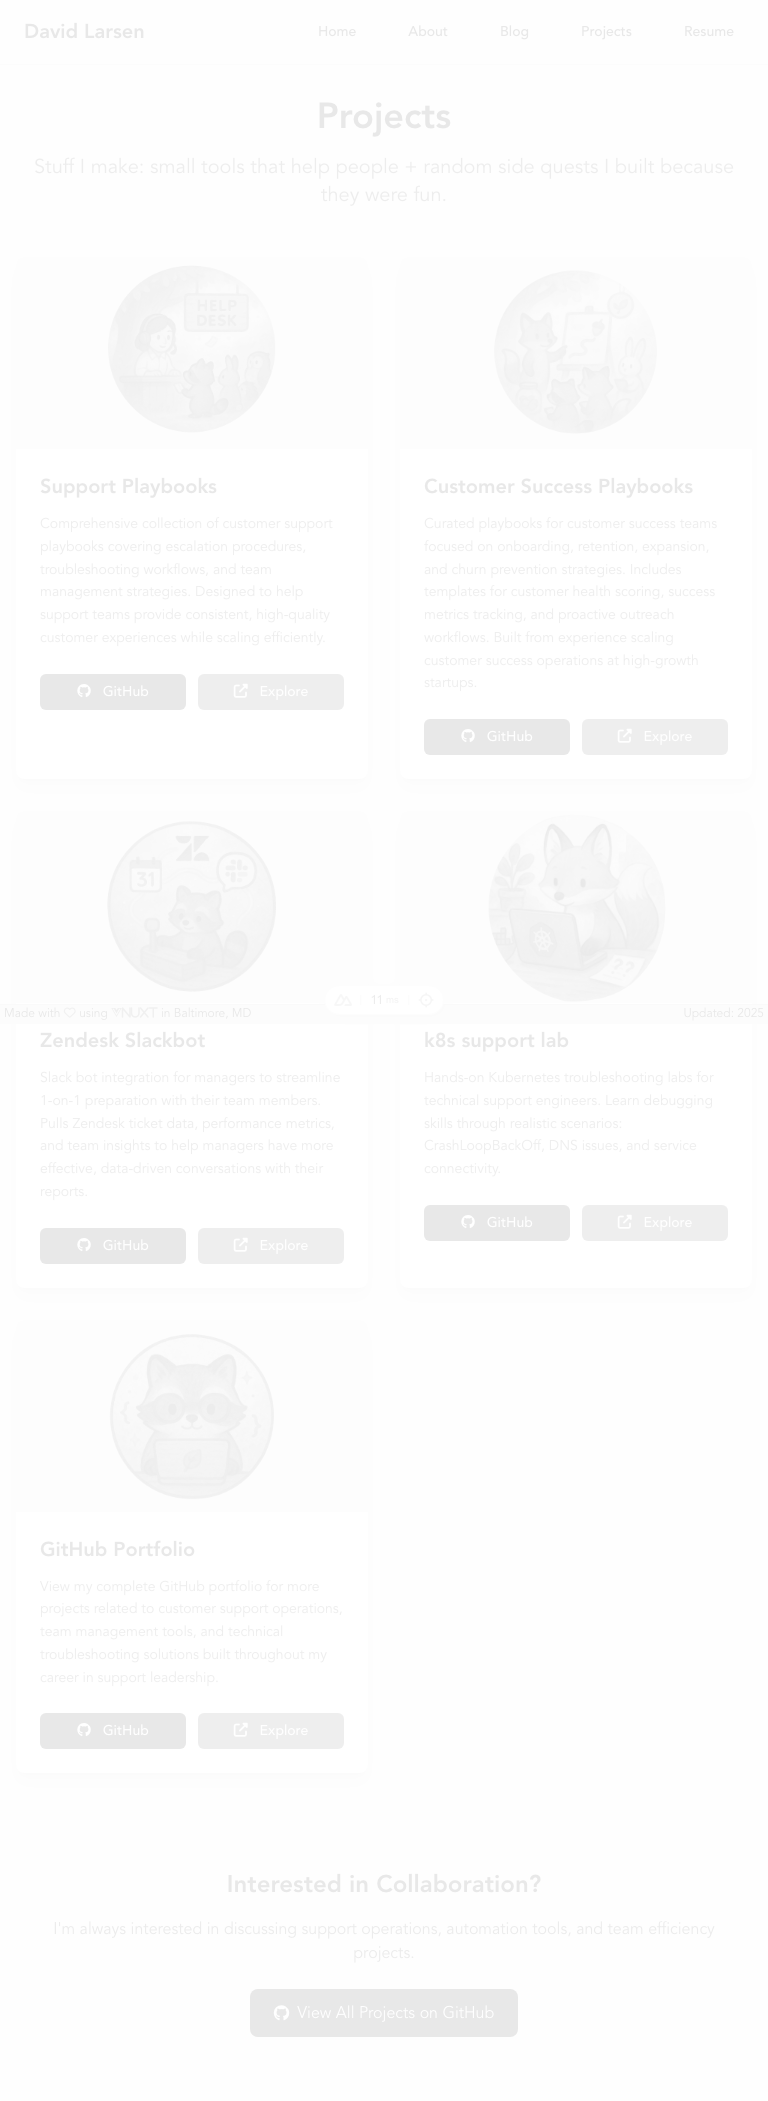 David Larsen
Home
About
Blog
Projects
Resume
Projects
Stuff I make: small tools that help people + random side quests I built because
they were fun.
HELP
DESK
Support Playbooks
Comprehensive collection of customer support
playbooks covering escalation procedures,
troubleshooting workflows, and team
management strategies. Designed to help
support teams provide consistent, high-quality
customer experiences while scaling efficiently.
GitHub
Explore
Customer Success Playbooks
Curated playbooks for customer success teams
focused on onboarding, retention, expansion,
and churn prevention strategies. Includes
templates for customer health scoring, success
metrics tracking, and proactive outreach
workflows. Built from experience scaling
customer success operations at high-growth
startups.
GitHub
Explore
31
Zendesk Slackbot
Slack bot integration for managers to streamline
1-on-1 preparation with their team members.
Pulls Zendesk ticket data, performance metrics,
and team insights to help managers have more
effective, data-driven conversations with their
reports.
GitHub
Explore
??
k8s support lab
Hands-on Kubernetes troubleshooting labs for
technical support engineers. Learn debugging
skills through realistic scenarios:
CrashLoopBackOff, DNS issues, and service
connectivity.
GitHub
Explore
Made with ♡ using NUXT in Baltimore, MD
11 ms
Updated: 2025
{ }
GitHub Portfolio
View my complete GitHub portfolio for more
projects related to customer support operations,
team management tools, and technical
troubleshooting solutions built throughout my
career in support leadership.
GitHub
Explore
Interested in Collaboration?
I'm always interested in discussing support operations, automation tools, and team efficiency
projects.
View All Projects on GitHub